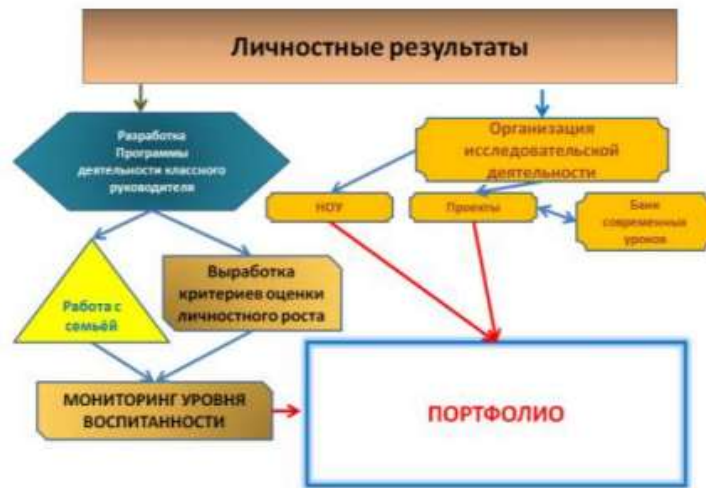 Личностные результаты
Разработка
Программы
деятельности классного
руководителя
Организация
исследовательской
деятельности
НОУ
Проекты
Банк
современных
уроков
Работа с
семьёй
Выработка
критериев оценки
личностного роста
МОНИТОРИНГ УРОВНЯ
ВОСПИТАННОСТИ
ПОРТФОЛИО